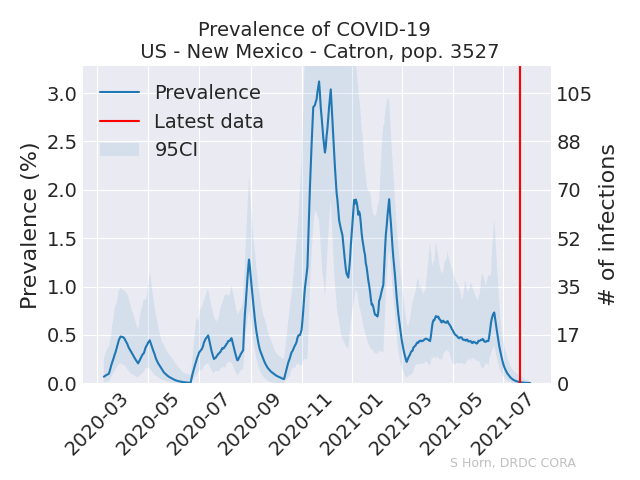 Prevalence of COVID-19
US - New Mexico - Catron, pop. 3527
Prevalence
Latest data
95CI
Prevalence (%)
3.0
2.5
2.0
1.5
1.0
0.5
0.0
105
88
70
52
35
17
0
# of infections
2020-03
2020-05
2020-07
2020-09
2020-11
2021-01
2021-03
2021-05
2021-07
S Horn, DRDC CORA